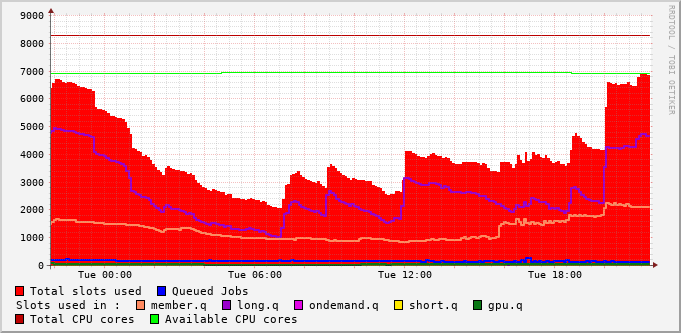 9000
8000
7000
6000
5000
4000
3000
2000
1000
0
Tue 00:00 Tue 06:00 Tue 12:00 Tue 18:00
RRDTOOL / TOBI OETIKER
Total slots used Queued Jobs
Slots used in : member.q long.q ondemand.q short.q gpu.q
Total CPU cores Available CPU cores